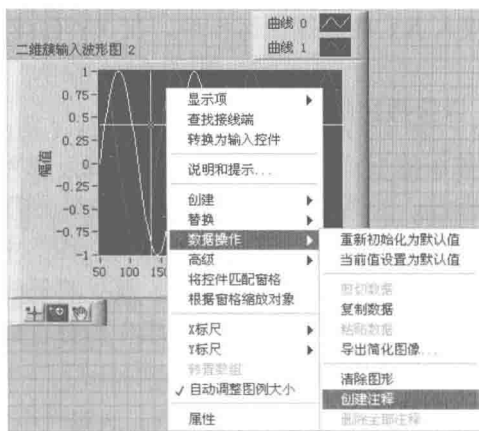 曲线 0
二维簇输入波形图 2
曲线 1
1
0.75
0.5
0.25
0
-0.25
-0.5
-0.75
-1
幅值
50 100 150
显示项
查找接线端
转换为输入控件
说明和提示...
创建
替换
数据操作
高级
将控件匹配窗格
根据窗格缩放对象
X标尺
Y标尺
转置数组
✓ 自动调整图例大小
属性
重新初始化为默认值
当前值设置为默认值
剪切数据
复制数据
粘贴数据
导出简化图像...
清除图形
创建注释
删除全部注释